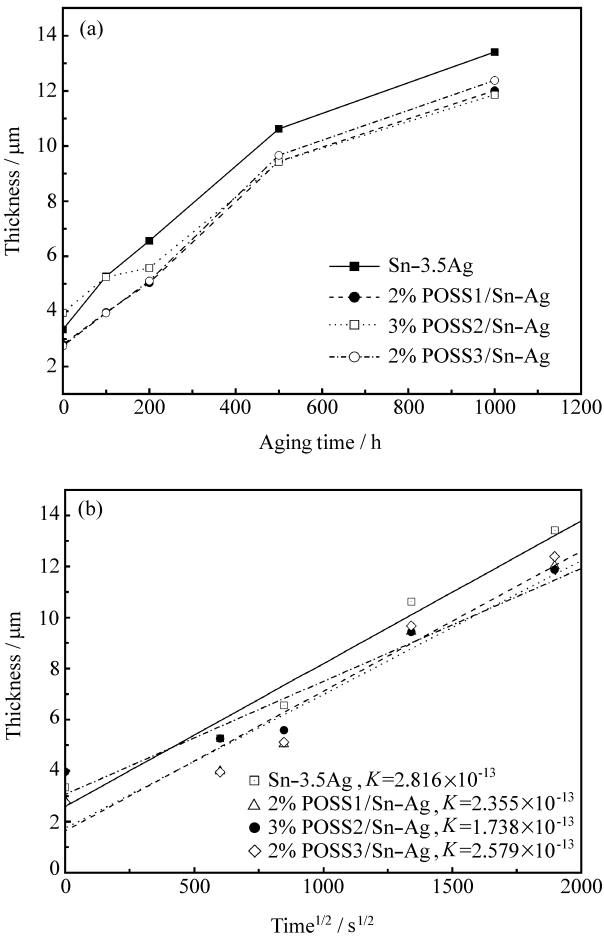 (a)
14
12
10
8
6
4
2
Thickness / μm
Sn-3.5Ag
2% POSS1/Sn-Ag
3% POSS2/Sn-Ag
2% POSS3/Sn-Ag
0 200 400 600 800 1000 1200
Aging time / h
(b)
14
12
10
8
6
4
2
0
Thickness / μm
Sn-3.5Ag , K=2.816×10⁻¹³
2% POSS1/Sn-Ag , K=2.355×10⁻¹³
3% POSS2/Sn-Ag , K=1.738×10⁻¹³
2% POSS3/Sn-Ag , K=2.579×10⁻¹³
0 500 1000 1500 2000
Time¹/² / s¹/²